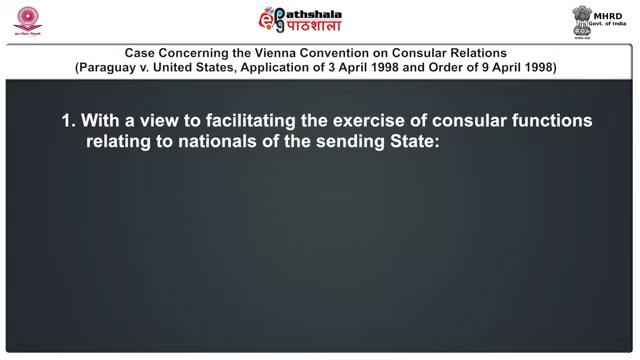 ePathshala
पाठशाला
MHRD
Govt. of India
Case Concerning the Vienna Convention on Consular Relations
(Paraguay v. United States, Application of 3 April 1998 and Order of 9 April 1998)
1. With a view to facilitating the exercise of consular functions
relating to nationals of the sending State: